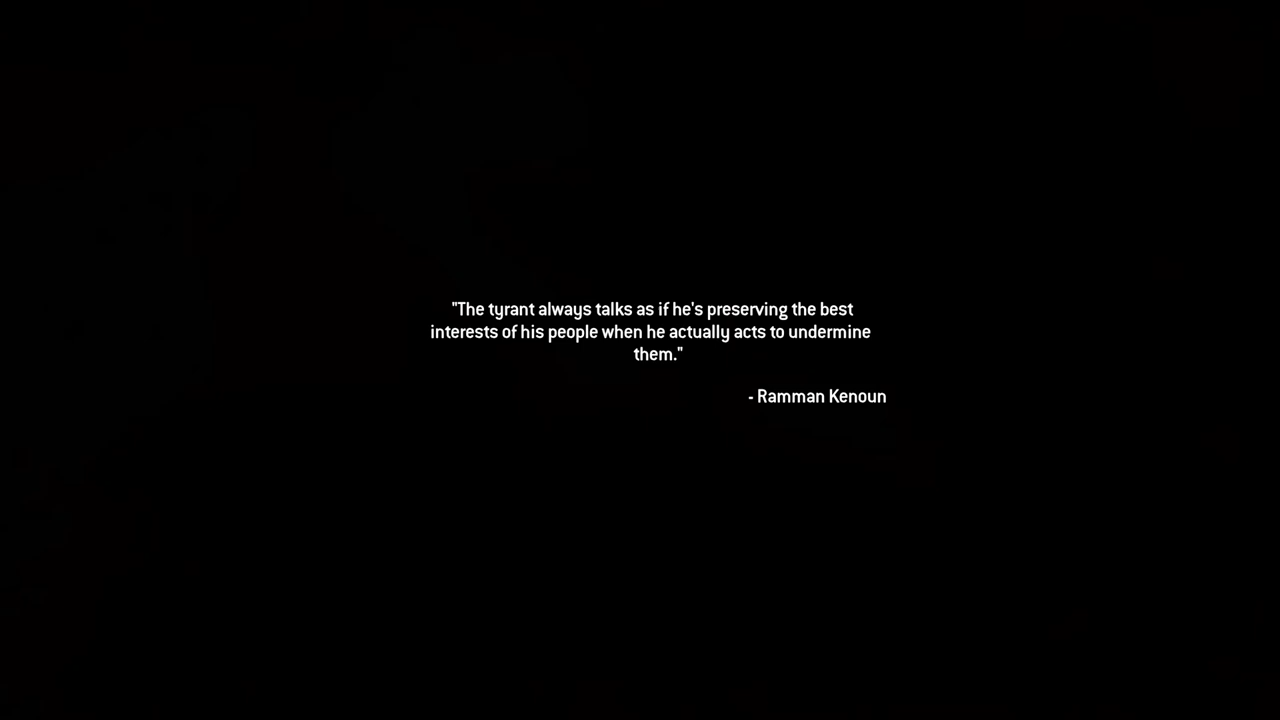 "The tyrant always talks as if he's preserving the best
interests of his people when he actually acts to undermine
them."
- Ramman Kenoun